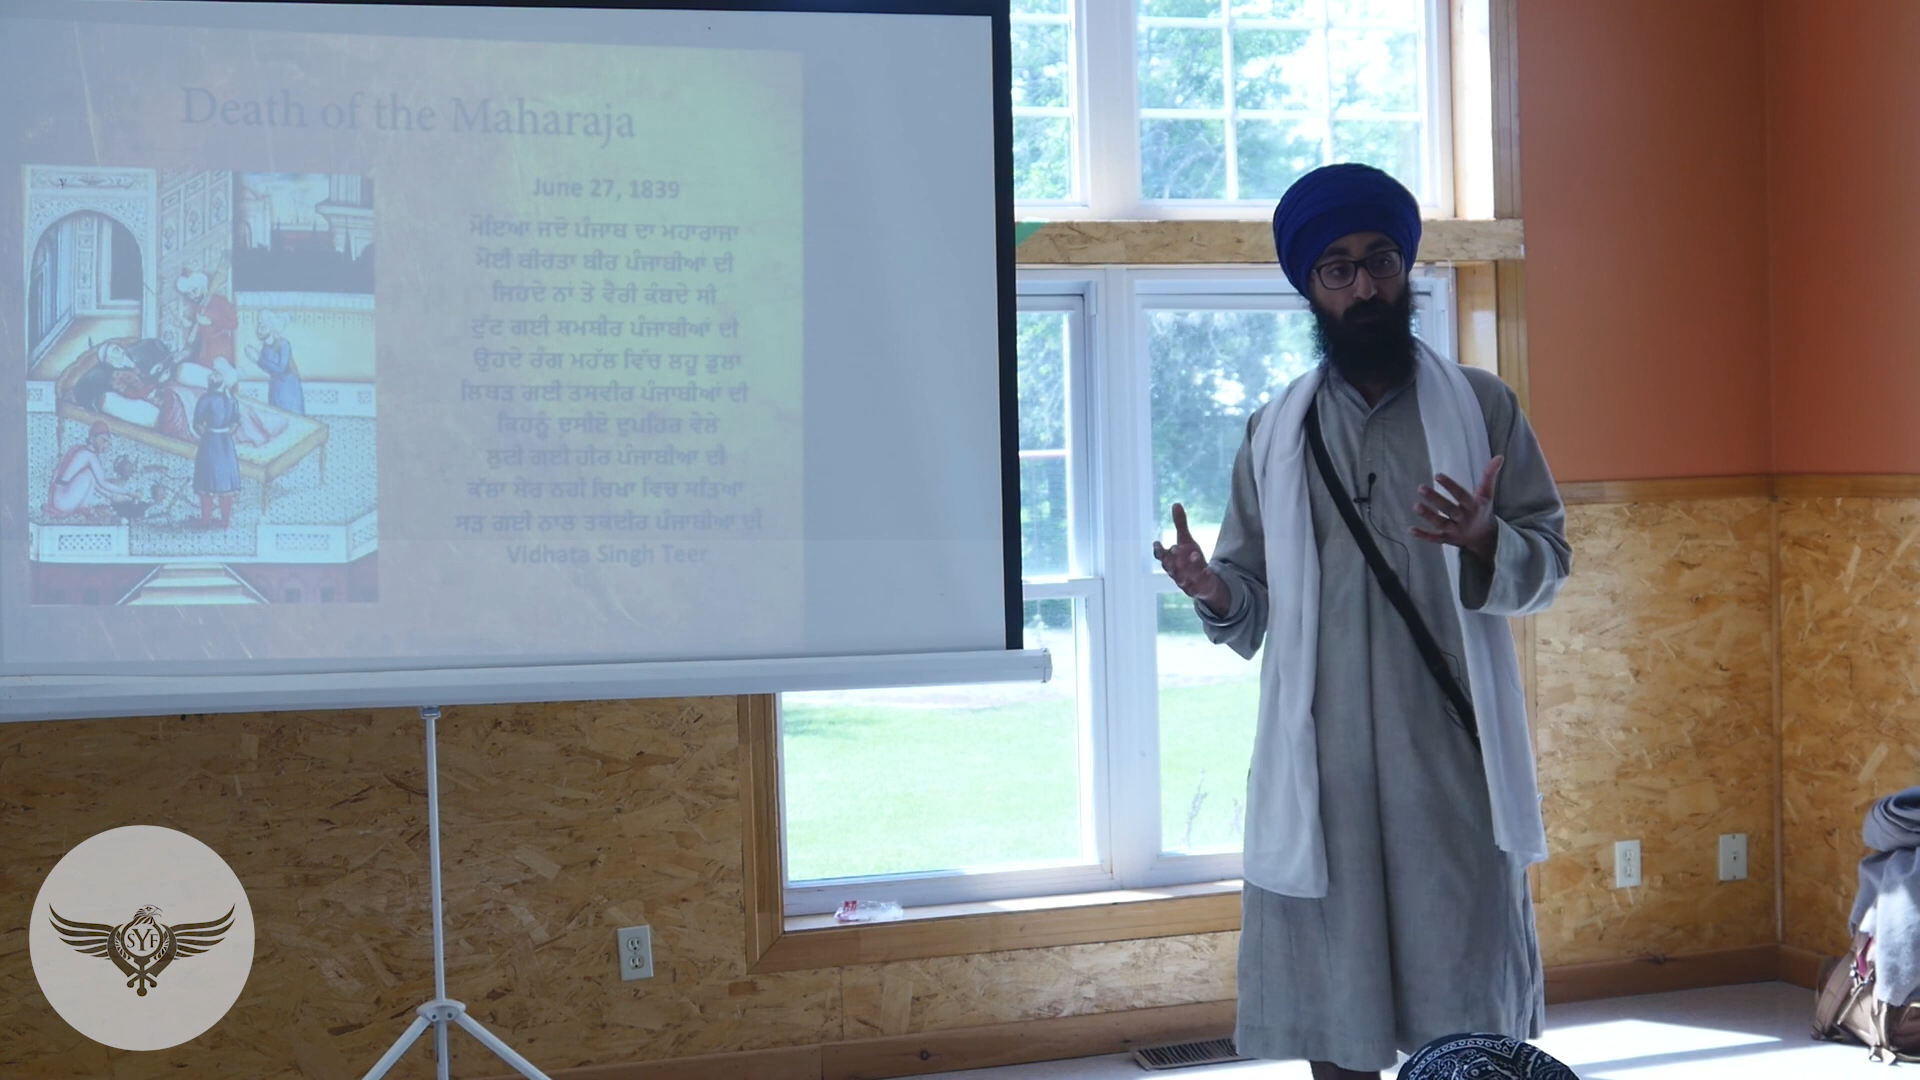 Death of the Maharaja
June 27, 1839
ਮੋਇਆ ਜਦੋ ਪੰਜਾਬ ਦਾ ਮਹਾਰਾਜਾ
ਮੋਈ ਬੀਰਤਾ ਬੀਰ ਪੰਜਾਬੀਆ ਦੀ
ਜਿਹਦੇ ਨਾਂ ਤੇ ਵੈਰੀ ਕੰਬਦੇ ਸੀ
ਟੁੱਟ ਗਈ ਸ਼ਮਸ਼ੀਰ ਪੰਜਾਬੀਆਂ ਦੀ
ਉਹਦੇ ਰੰਗ ਮਹੱਲ ਵਿੱਚ ਲਹੂ ਡੁਲਾ
ਲਿਬੜ ਗਈ ਤਸਵੀਰ ਪੰਜਾਬੀਆਂ ਦੀ
ਕਿਹਨੂੰ ਦਸੀਏ ਦੁਪਹਿਰ ਵੇਲੇ
ਲੁਟੀ ਗਈ ਹੀਰ ਪੰਜਾਬੀਆ ਦੀ
ਕੱਲਾ ਸ਼ੇਰ ਨਹੀ ਚਿਖਾ ਵਿਚ ਸੜਿਆ
ਸੜ ਗਈ ਨਾਲ ਤਕਦੀਰ ਪੰਜਾਬੀਆ ਦੀ
Vidhata Singh Teer
SYF